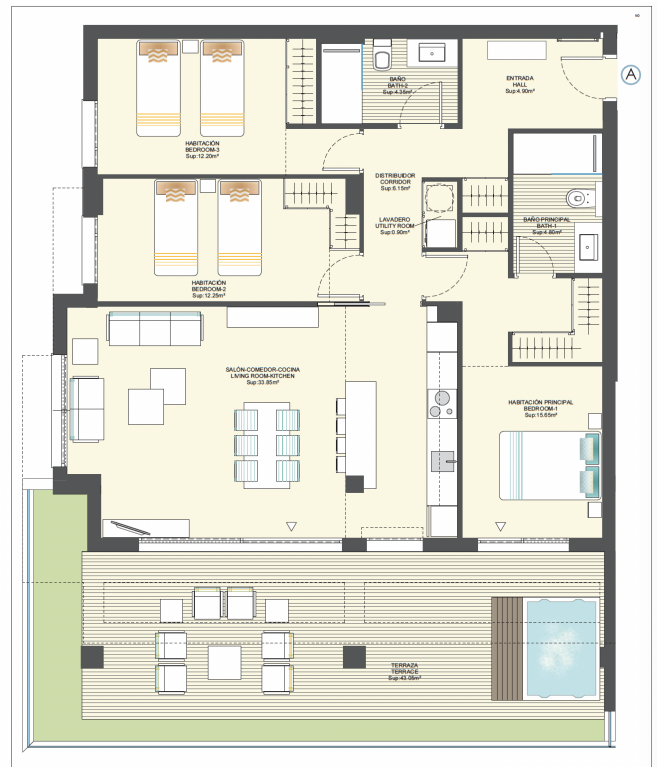 BAÑO
BATH-2
Sup:4.35m²
ENTRADA
HALL
Sup:4.90m²
A
HABITACIÓN
BEDROOM-3
Sup:12.20m²
DISTRIBUIDOR
CORRIDOR
Sup:6.15m²
LAVADERO
UTILITY ROOM
Sup:0.90m²
BAÑO PRINCIPAL
BATH-1
Sup:4.80m²
HABITACIÓN
BEDROOM-2
Sup:12.25m²
SALÓN-COMEDOR-COCINA
LIVING ROOM-KITCHEN
Sup:33.85m²
HABITACIÓN PRINCIPAL
BEDROOM-1
Sup:15.65m²
TERRAZA
TERRACE
Sup:43.05m²